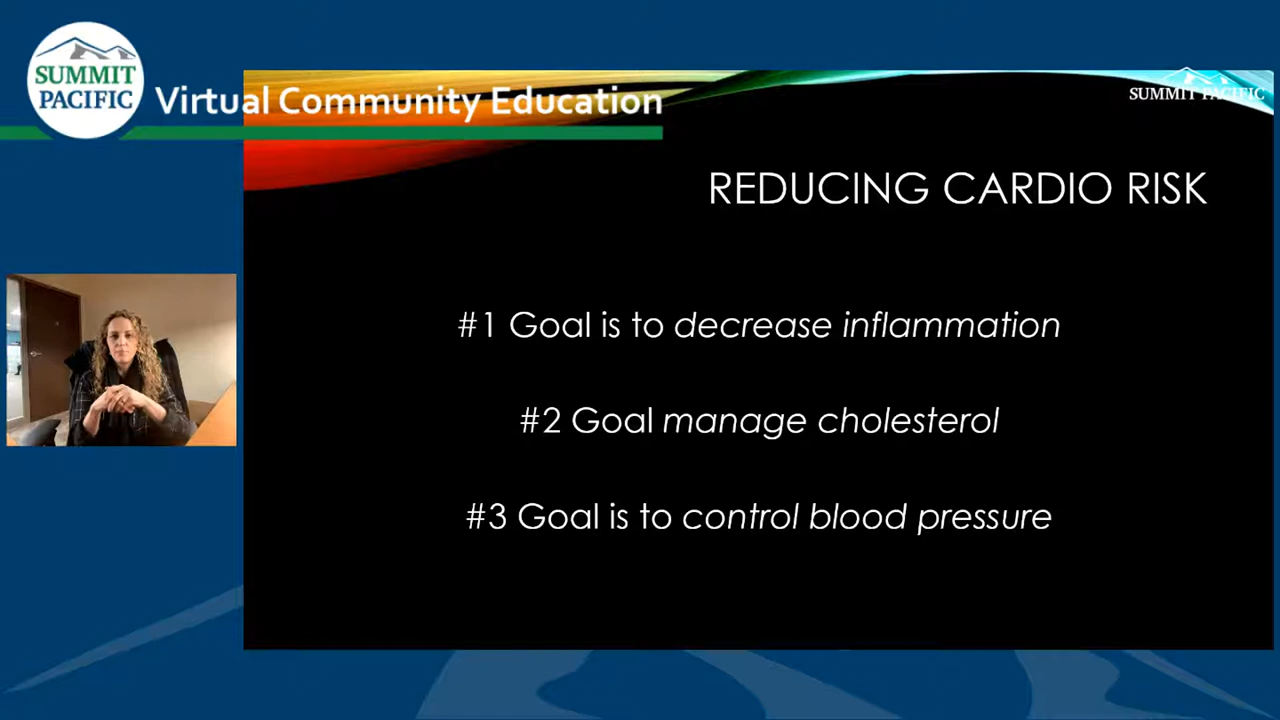 SUMMIT
PACIFIC
Virtual Community Education
SUMMIT PACIFIC
REDUCING CARDIO RISK
#1 Goal is to decrease inflammation
#2 Goal manage cholesterol
#3 Goal is to control blood pressure